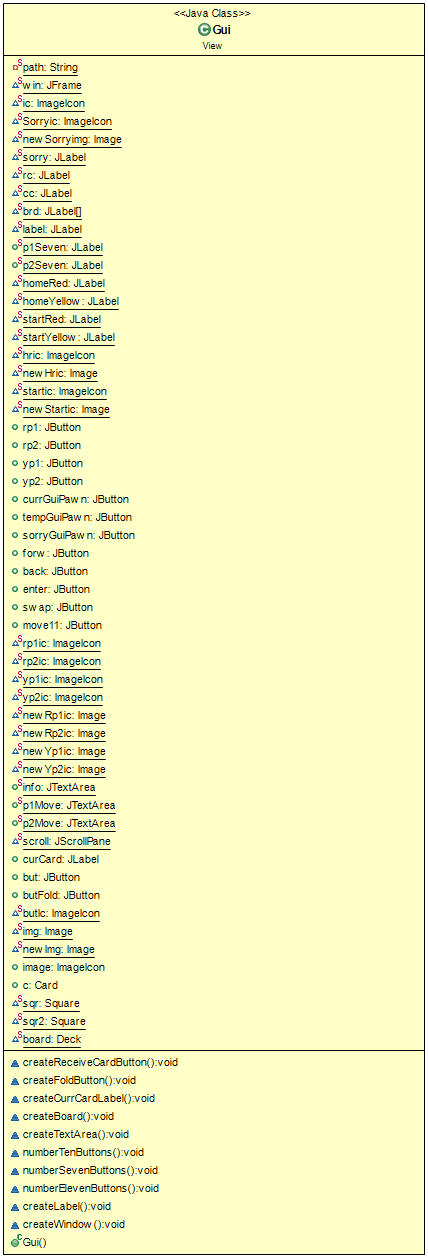 <<Java Class>>
Gui
View
path: String
win: JFrame
ic: ImageIcon
Sorryic: ImageIcon
newSorryimg: Image
sorry: JLabel
rc: JLabel
cc: JLabel
brd: JLabel[]
label: JLabel
p1Seven: JLabel
p2Seven: JLabel
homeRed: JLabel
homeYellow: JLabel
startRed: JLabel
startYellow: JLabel
hric: ImageIcon
newHric: Image
startic: ImageIcon
newStartic: Image
rp1: JButton
rp2: JButton
yp1: JButton
yp2: JButton
currGuiPawn: JButton
tempGuiPawn: JButton
sorryGuiPawn: JButton
forw: JButton
back: JButton
enter: JButton
swap: JButton
move11: JButton
rp1ic: ImageIcon
rp2ic: ImageIcon
yp1ic: ImageIcon
yp2ic: ImageIcon
newRp1ic: Image
newRp2ic: Image
newYp1ic: Image
newYp2ic: Image
info: JTextArea
p1Move: JTextArea
p2Move: JTextArea
scroll: JScrollPane
curCard: JLabel
but: JButton
butFold: JButton
butIc: ImageIcon
img: Image
newImg: Image
image: ImageIcon
c: Card
sqr: Square
sqr2: Square
board: Deck
createReceiveCardButton():void
createFoldButton():void
createCurrCardLabel():void
createBoard():void
createTextArea():void
numberTenButtons():void
numberSevenButtons():void
numberElevenButtons():void
createLabel():void
createWindow():void
Gui()